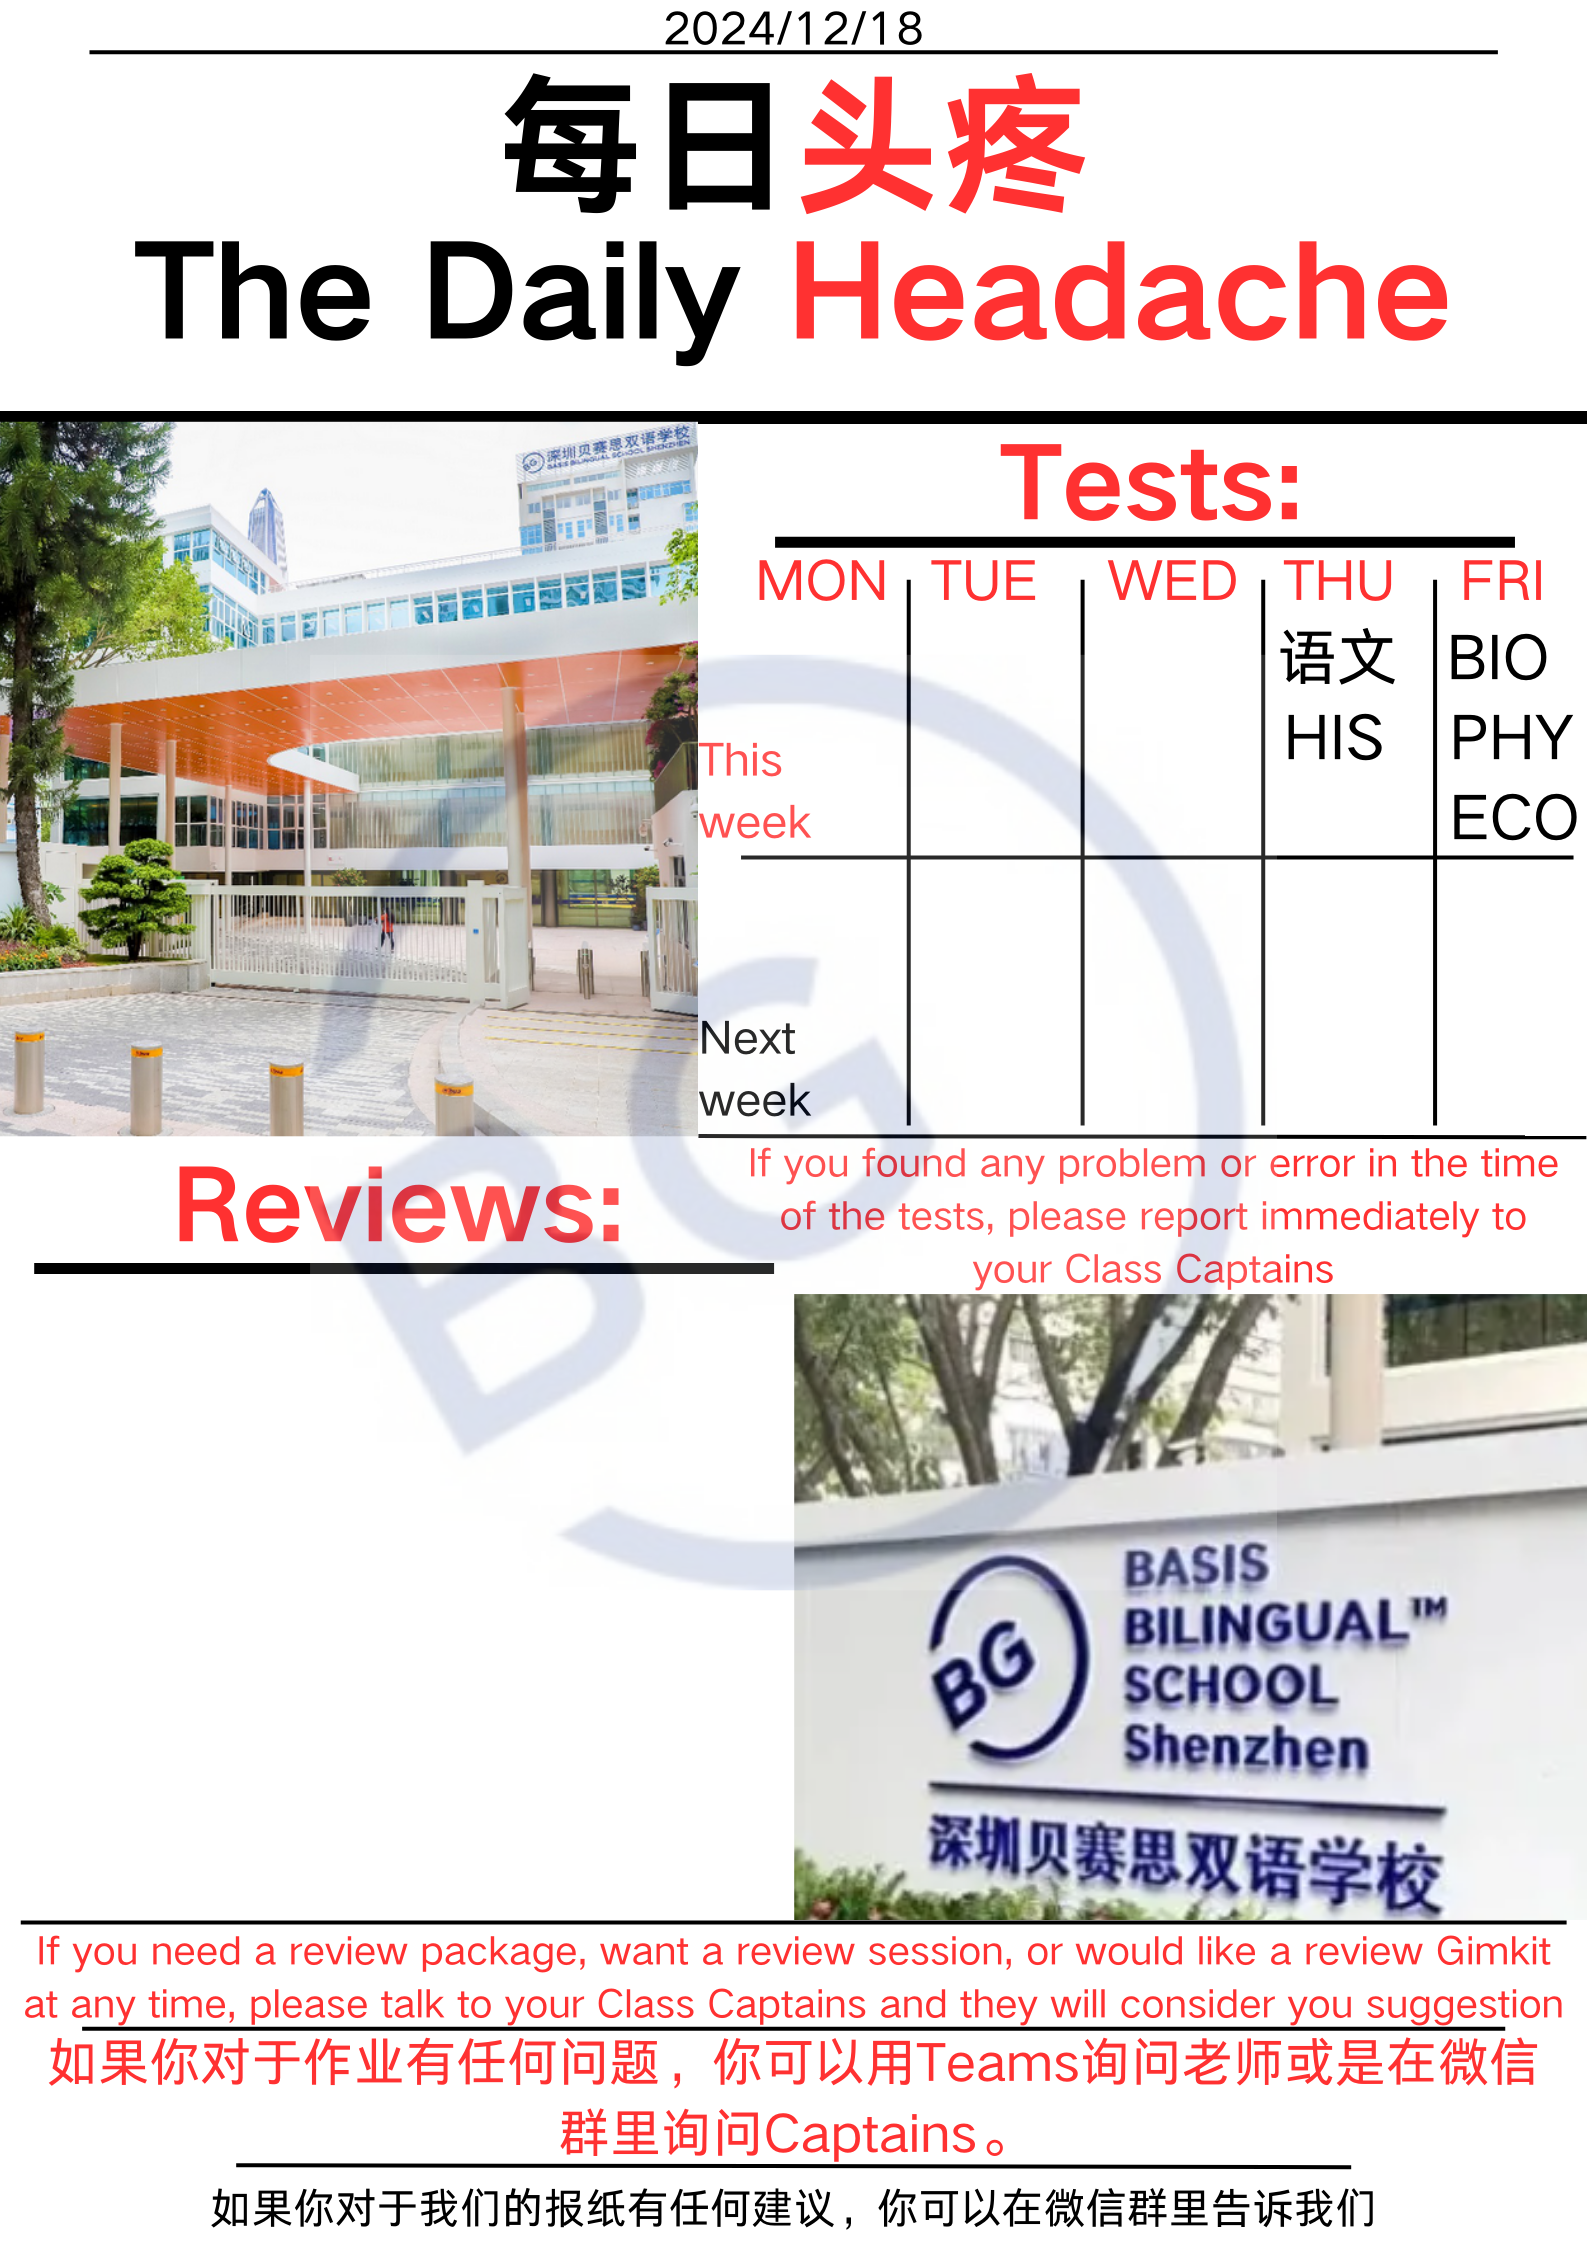 2024/12/18
每日头疼
The Daily Headache
深圳贝赛思双语学校
BASIS BILINGUAL SCHOOL SHENZHEN
Tests:
MON TUE WED THU FRI
语文 BIO
HIS PHY
ECO
This
week
Next
week
If you found any problem or error in the time
of the tests, please report immediately to
your Class Captains
Reviews:
BG
BASIS
BILINGUAL™
SCHOOL
Shenzhen
BG
深圳贝赛思双语学校
If you need a review package, want a review session, or would like a review Gimkit
at any time, please talk to your Class Captains and they will consider you suggestion
如果你对于作业有任何问题，你可以用Teams询问老师或是在微信
群里询问Captains。
如果你对于我们的报纸有任何建议，你可以在微信群里告诉我们